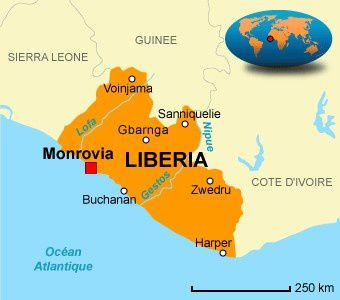 GUINEE
SIERRA LEONE
Voinjama
Sanniquelie
Lofa
Gbarnga
Nipue
Monrovia
LIBERIA
Gestos
Zwedru
COTE D'IVOIRE
Buchanan
Harper
Océan
Atlantique
250 km